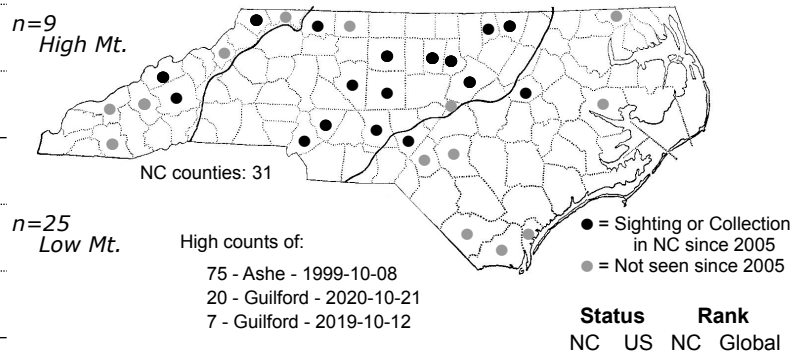 n=9
High Mt.
NC counties: 31
n=25
Low Mt.
High counts of:
75 - Ashe - 1999-10-08
20 - Guilford - 2020-10-21
7 - Guilford - 2019-10-12
= Sighting or Collection
in NC since 2005
= Not seen since 2005
Status Rank
NC US NC Global